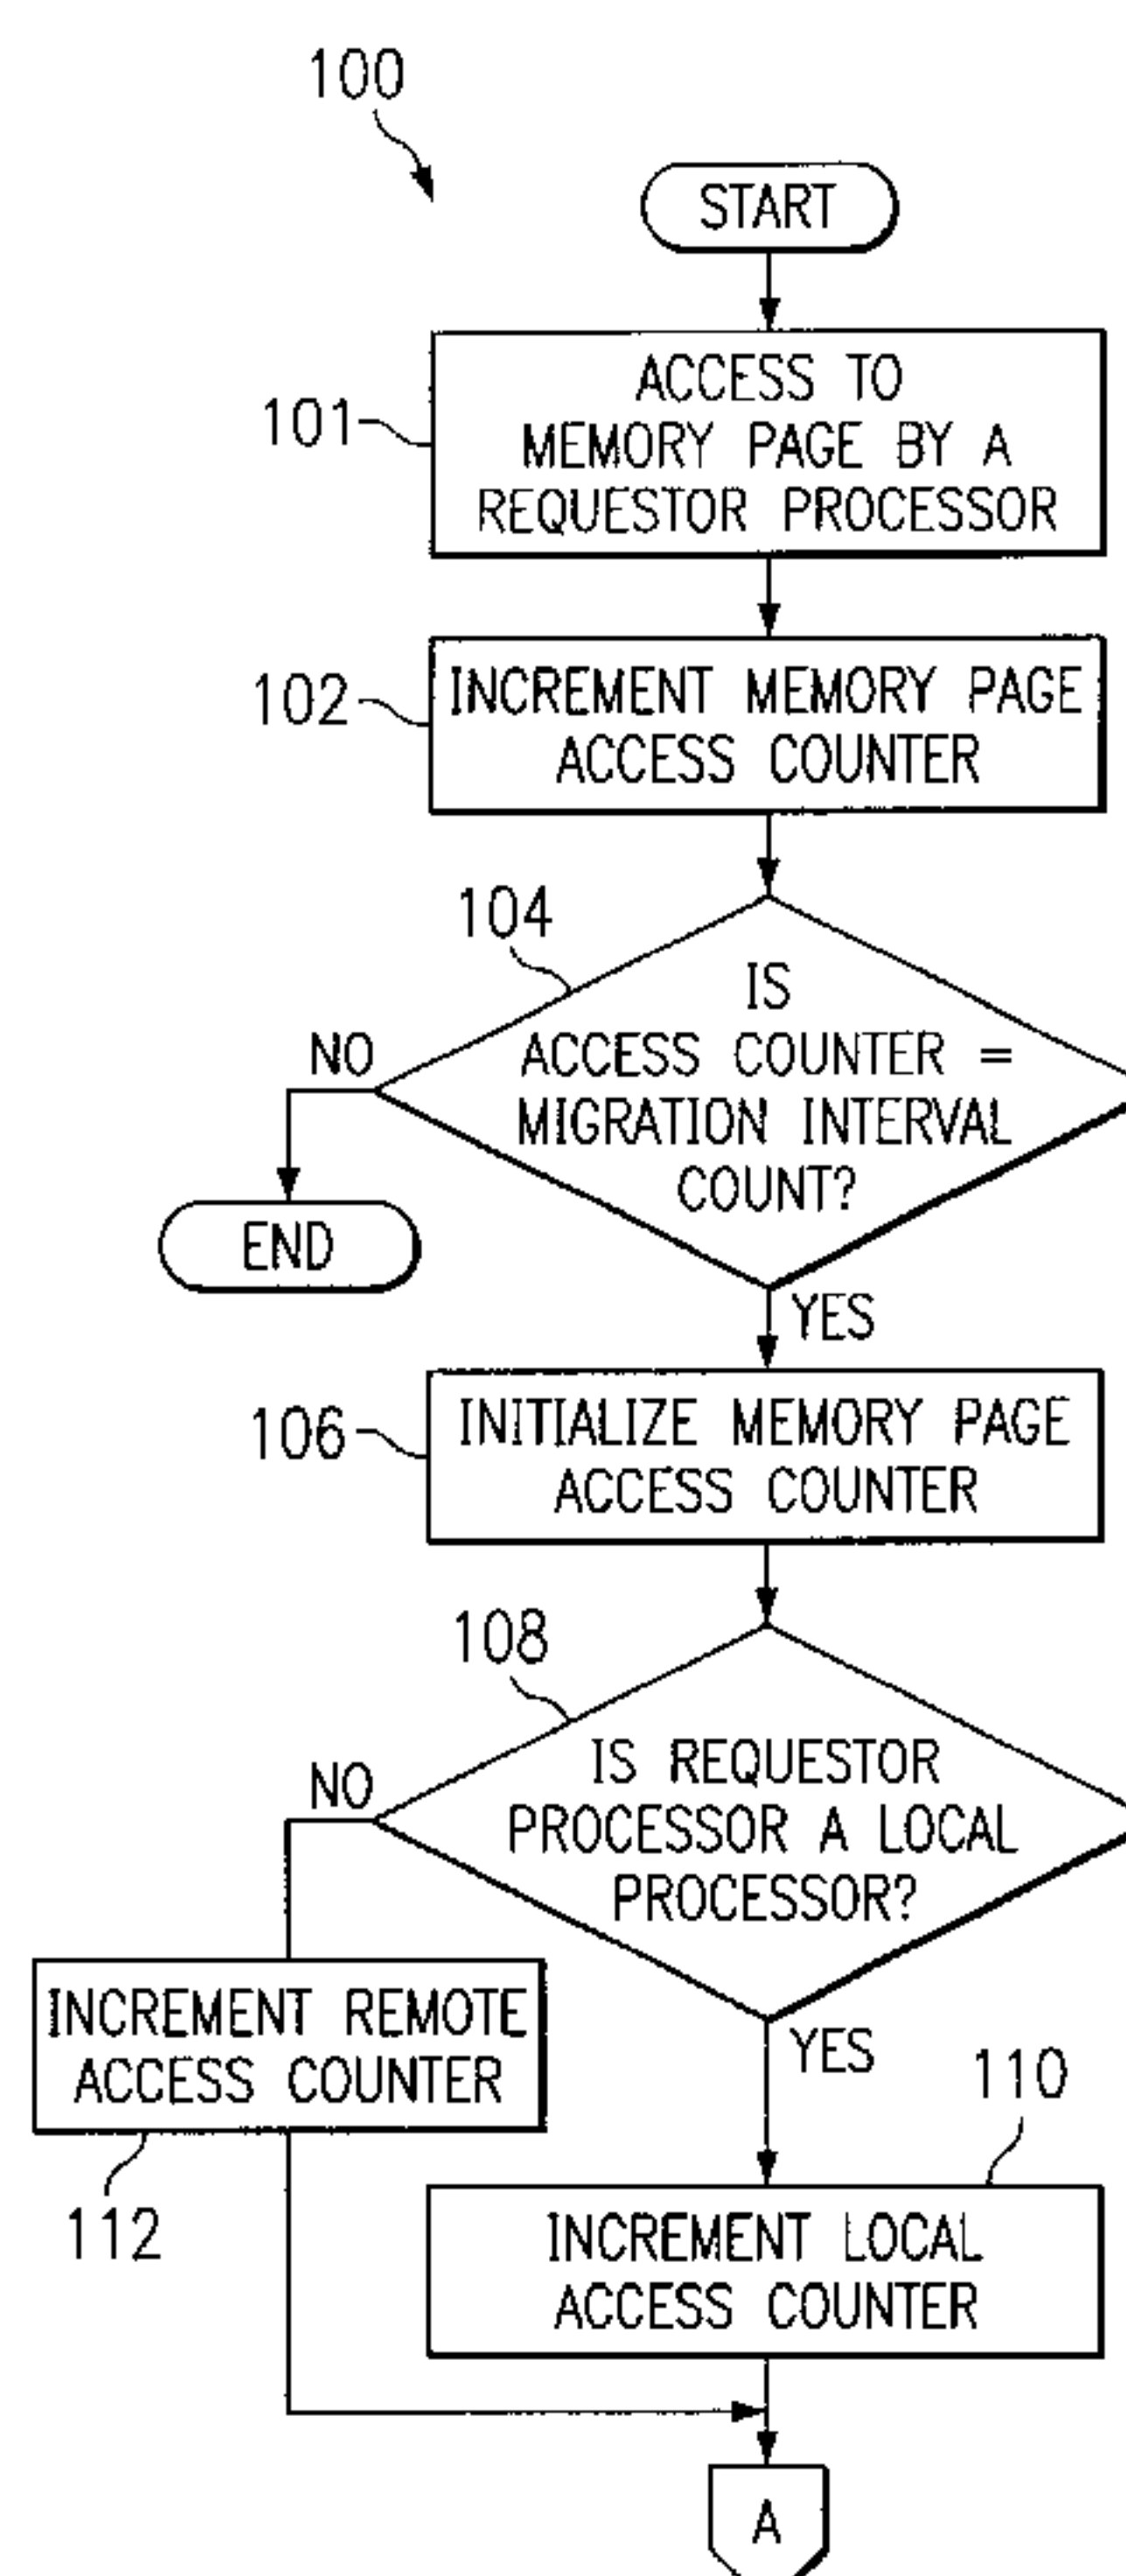 100
START
101
ACCESS TO
MEMORY PAGE BY A
REQUESTOR PROCESSOR
102
INCREMENT MEMORY PAGE
ACCESS COUNTER
104
IS
ACCESS COUNTER =
MIGRATION INTERVAL
COUNT?
NO
END
YES
106
INITIALIZE MEMORY PAGE
ACCESS COUNTER
108
IS REQUESTOR
PROCESSOR A LOCAL
PROCESSOR?
NO
INCREMENT REMOTE
ACCESS COUNTER
112
YES
110
INCREMENT LOCAL
ACCESS COUNTER
A